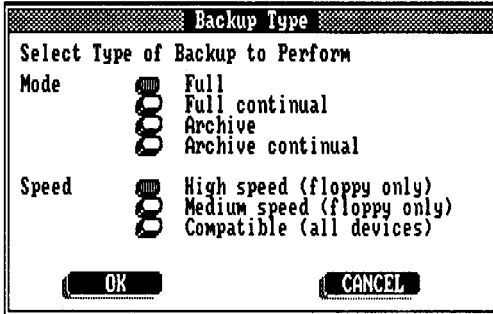 Backup Type
Select Type of Backup to Perform
Mode Full
Full continual
Archive
Archive continual
Speed High speed (floppy only)
Medium speed (floppy only)
Compatible (all devices)
OK CANCEL